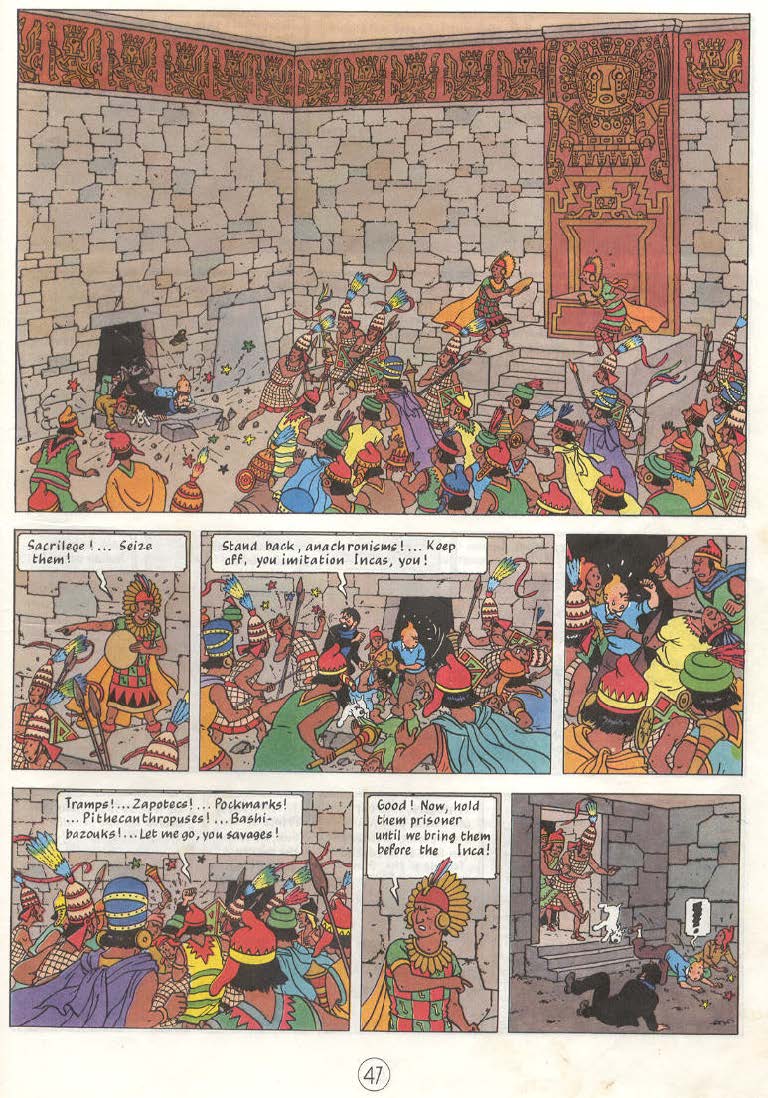 Sacrilege!... Seize
them!
Stand back, anachronisms!... Keep
off, you imitation Incas, you!
Tramps!...Zapotecs!...Pockmarks!
...Pithecanthropuses!...Bashi-
bazouks!...Let me go, you savages!
Good! Now, hold
them prisoner
until we bring them
before the Inca!
!
47